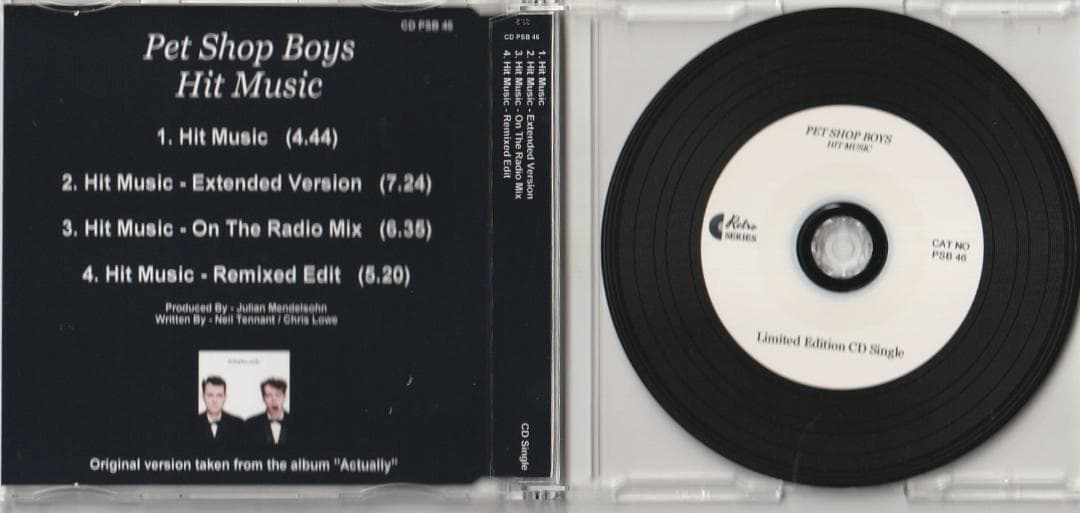 CD PSB 46
Pet Shop Boys
Hit Music
1. Hit Music (4.44)
2. Hit Music - Extended Version (7.24)
3. Hit Music - On The Radio Mix (6.35)
4. Hit Music - Remixed Edit (5.20)
Produced By - Julian Mendelsohn
Written By - Neil Tennant / Chris Lowe
Original version taken from the album "Actually"
CD PSB 46
1. Hit Music
2. Hit Music - Extended Version
3. Hit Music - On The Radio Mix
4. Hit Music - Remixed Edit
CD Single
PET SHOP BOYS
HIT MUSIC
Retro
SERIES
CAT NO
PSB 46
Limited Edition CD Single